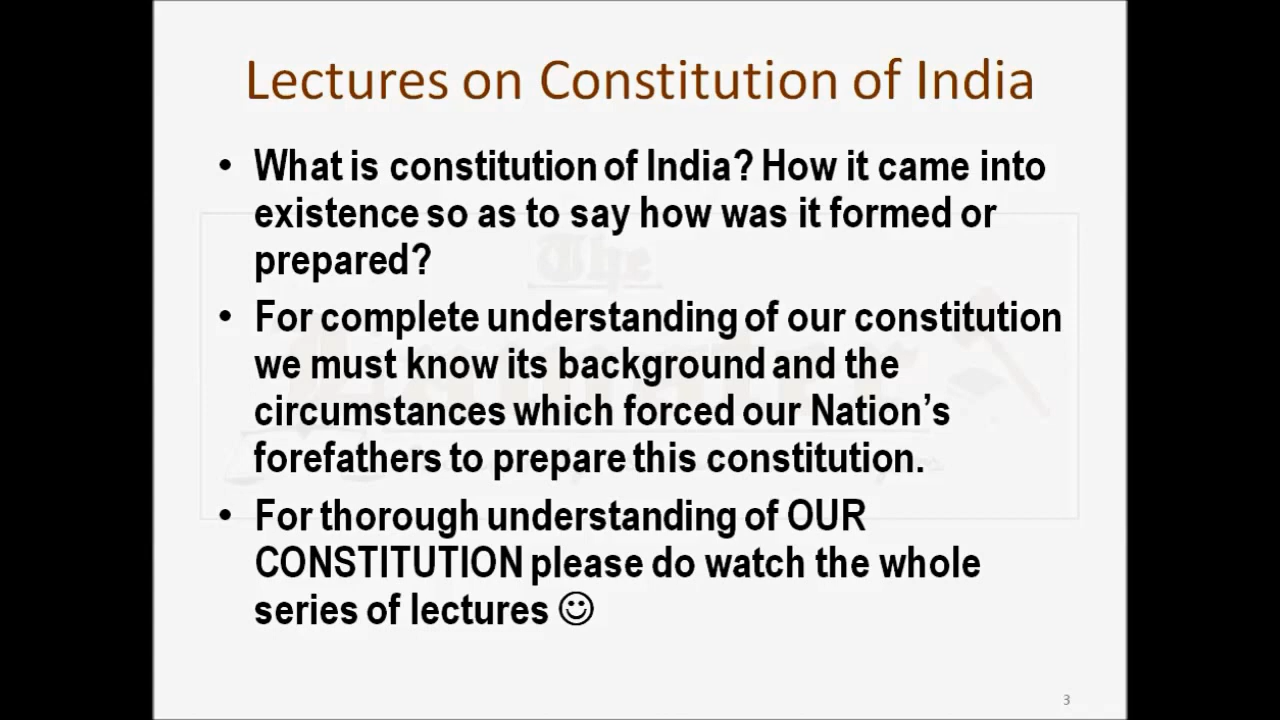 Lectures on Constitution of India
• What is constitution of India? How it came into
existence so as to say how was it formed or
prepared?
• For complete understanding of our constitution
we must know its background and the
circumstances which forced our Nation’s
forefathers to prepare this constitution.
• For thorough understanding of OUR
CONSTITUTION please do watch the whole
series of lectures ☺
The
3